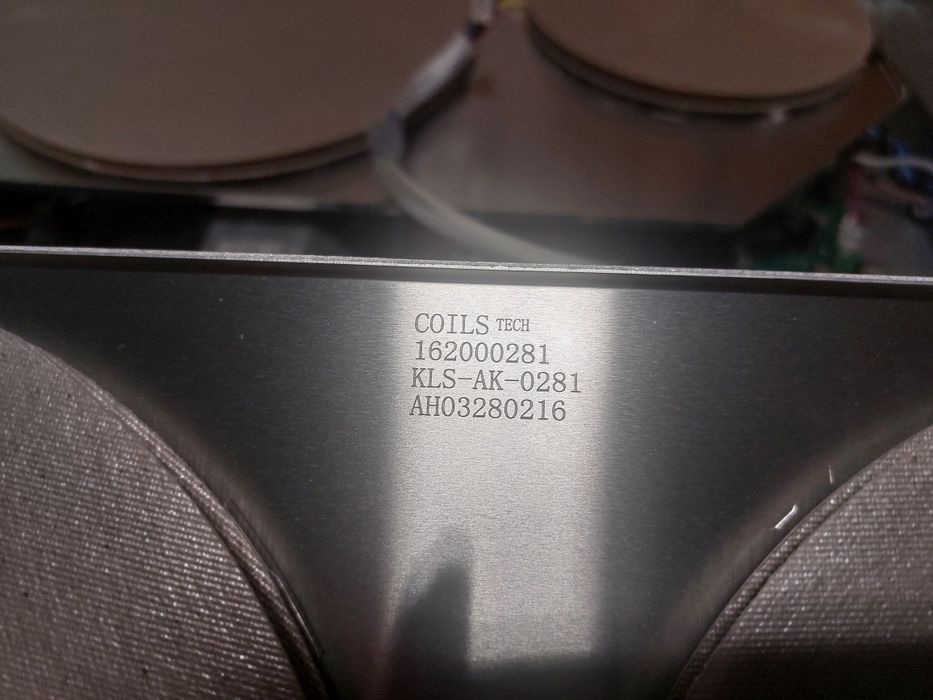 COILS TECH
162000281
KLS-AK-0281
AH03280216